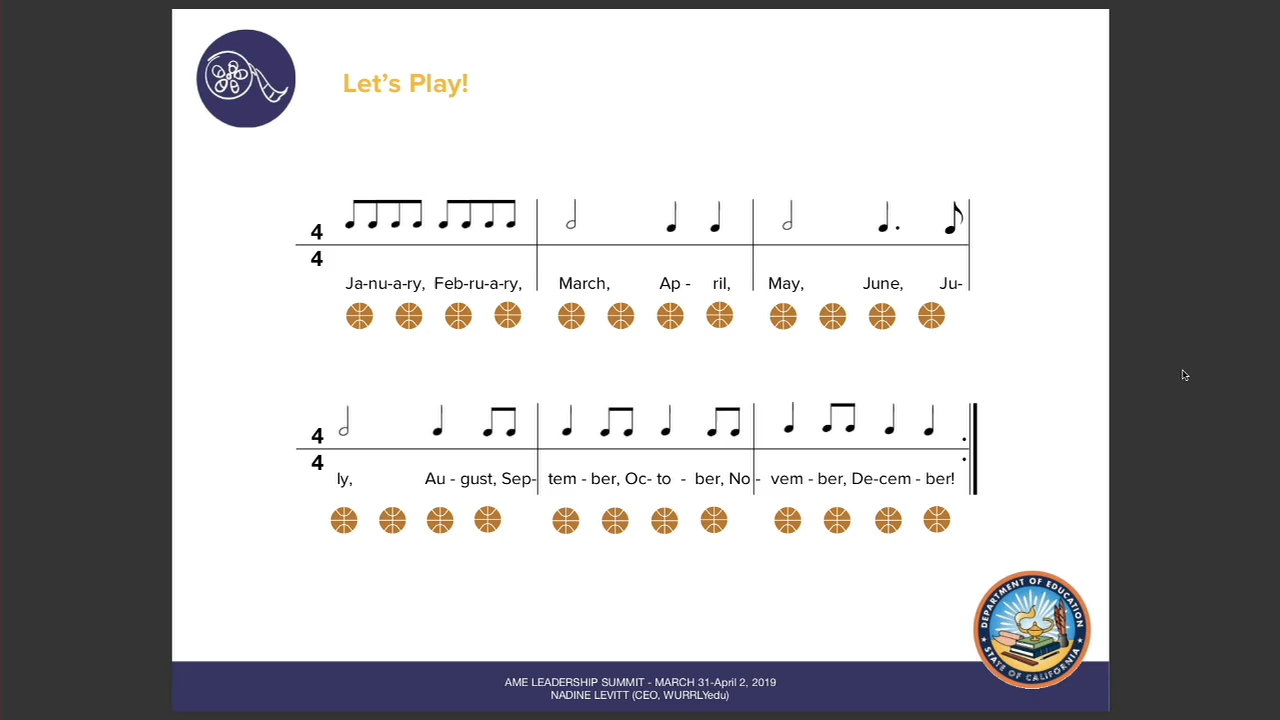 Let's Play!
4
4
Ja-nu-a-ry, Feb-ru-a-ry, March, Ap - ril, May, June, Ju-
4
4
ly, Au - gust, Sep- tem - ber, Oc- to - ber, No - vem - ber, De-cem - ber!
DEPARTMENT OF EDUCATION
STATE OF CALIFORNIA
AME LEADERSHIP SUMMIT - MARCH 31-April 2, 2019
NADINE LEVITT (CEO, WURRLYedu)